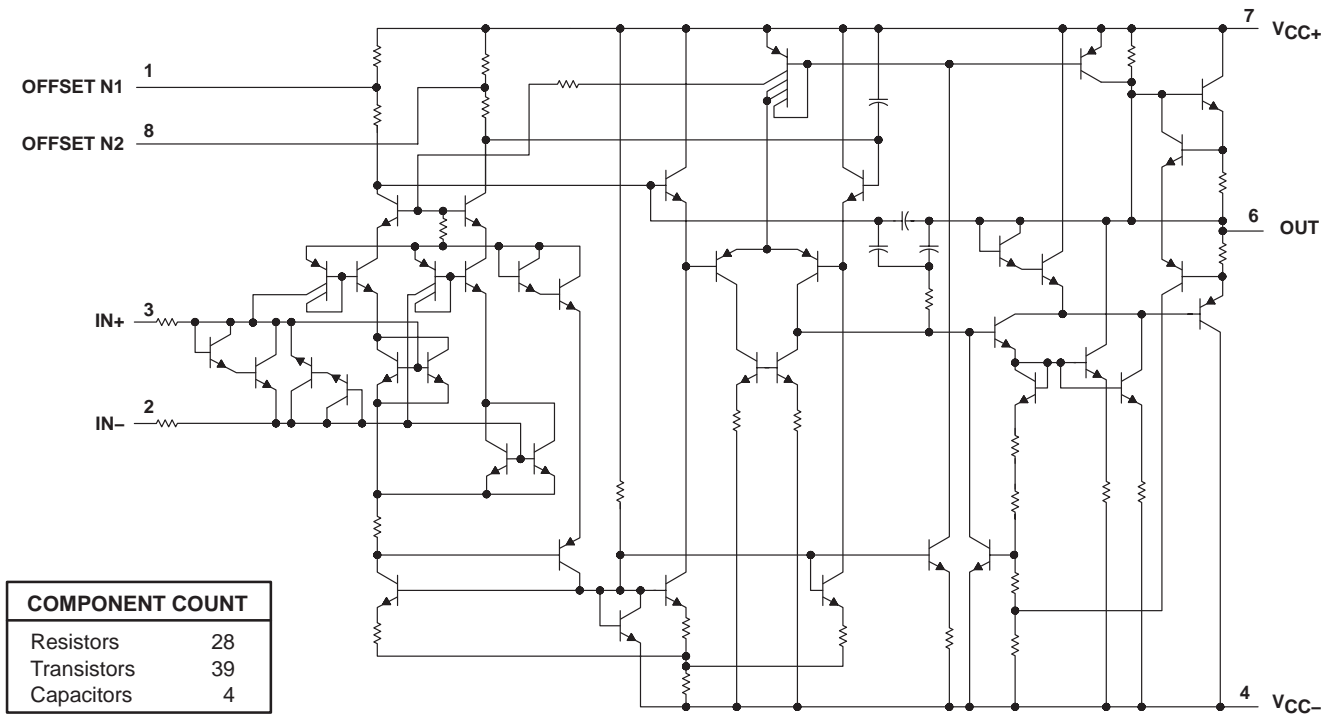 7
VCC+
1
OFFSET N1
8
OFFSET N2
6
OUT
3
IN+
2
IN–
4
VCC–
COMPONENT COUNT
Resistors 28
Transistors 39
Capacitors 4